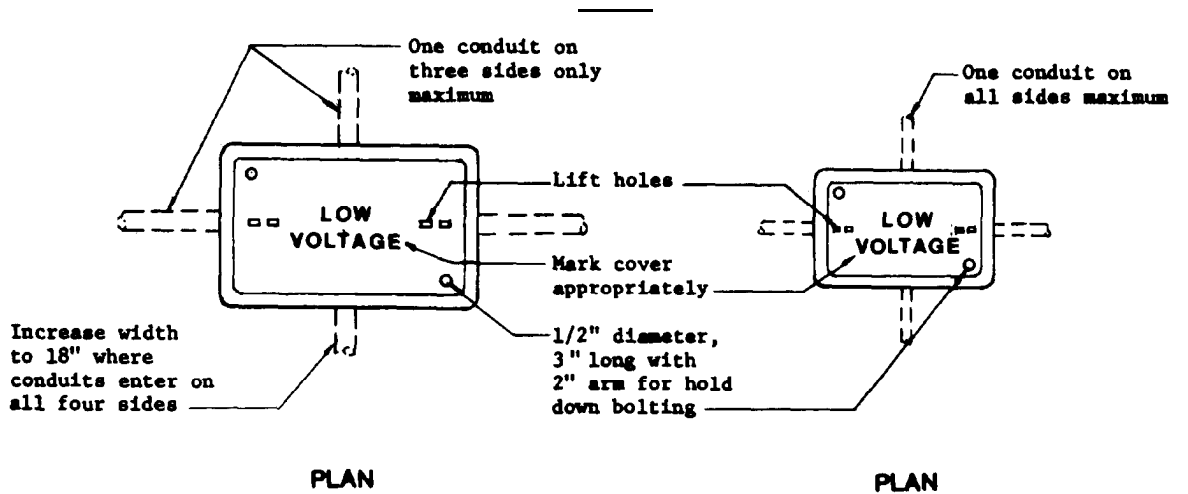 One conduit on
three sides only
maximum
One conduit on
all sides maximum
Lift holes
LOW
VOLTAGE
LOW
VOLTAGE
Mark cover
appropriately
Increase width
to 18" where
conduits enter on
all four sides
1/2" diameter,
3" long with
2" arm for hold
down bolting
PLAN
PLAN